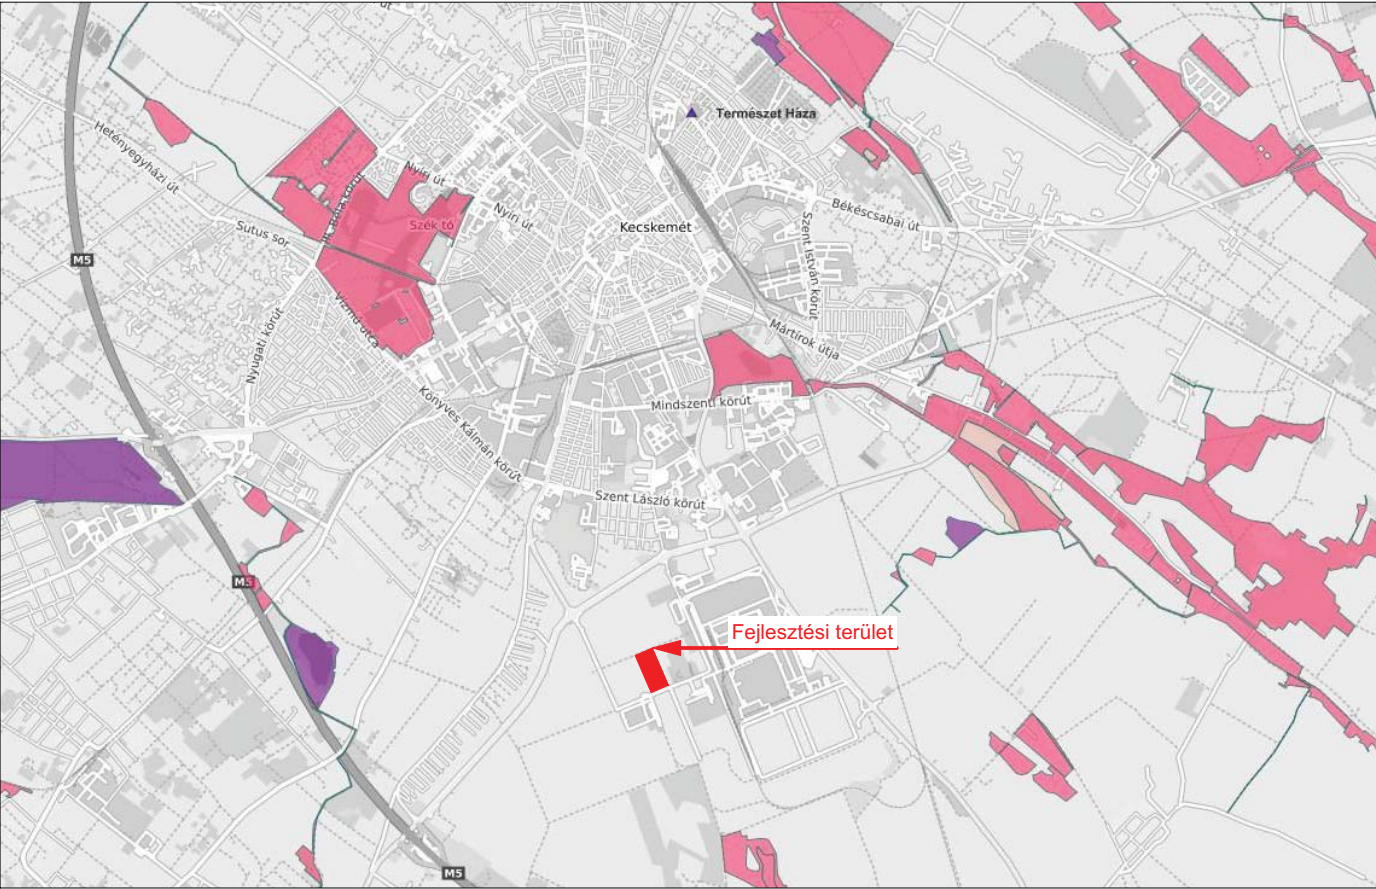 út
Természet Háza
Hetényegyházi út
Nyíri út
Nyíri út
Szék tó
Sutus sor
Kecskemét
Békéscsabai út
Szent István körút
M5
Vízmű utca
Nyugati körút
Mártírok útja
Könyves Kálmán körút
Mindszenti körút
Szent László körút
M5
Fejlesztési terület
M5